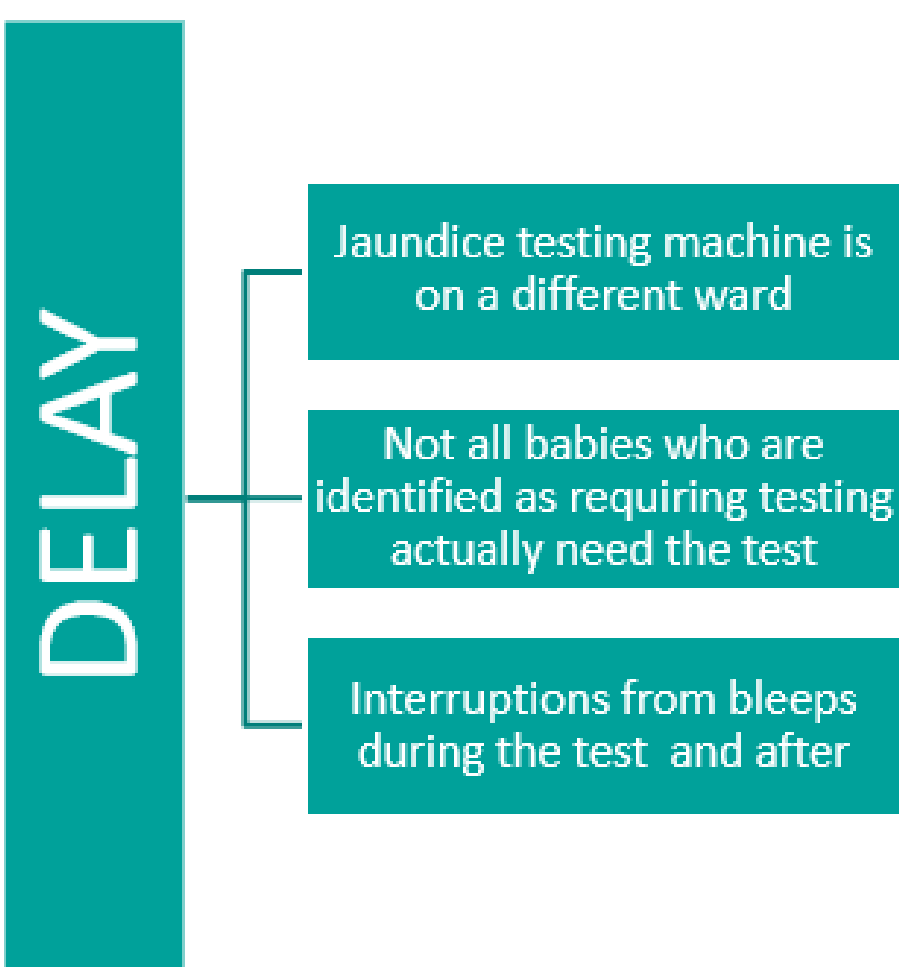 DELAY
Jaundice testing machine is
on a different ward
Not all babies who are
identified as requiring testing
actually need the test
Interruptions from bleeps
during the test  and after